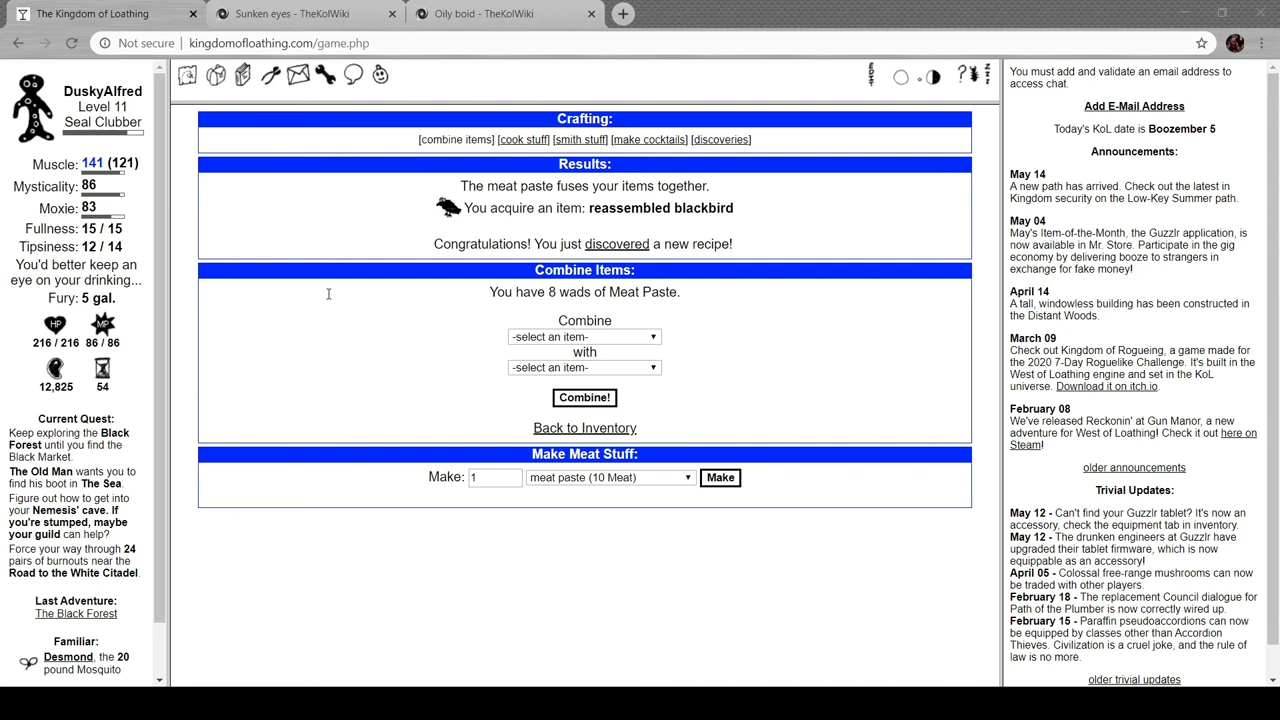 The Kingdom of Loathing
Sunken eyes - TheKolWiki
Oily boid - TheKolWiki
Not secure
kingdomofloathing.com/game.php
DuskyAlfred
Level 11
Seal Clubber
Muscle: 141 (121)
Mysticality: 86
Moxie: 83
Fullness: 15 / 15
Tipsiness: 12 / 14
You'd better keep an
eye on your drinking...
Fury: 5 gal.
HP MP
216 / 216 86 / 86
12,825 54
Current Quest:
Keep exploring the Black
Forest until you find the
Black Market.
The Old Man wants you to
find his boot in The Sea.
Figure out how to get into
your Nemesis' cave. If
you're stumped, maybe
your guild can help?
Force your way through 24
pairs of burnouts near the
Road to the White Citadel.
Last Adventure:
The Black Forest
Familiar:
Desmond, the 20
pound Mosquito
Crafting:
[combine items] [cook stuff] [smith stuff] [make cocktails] [discoveries]
Results:
The meat paste fuses your items together.
You acquire an item: reassembled blackbird
Congratulations! You just discovered a new recipe!
Combine Items:
You have 8 wads of Meat Paste.
Combine
-select an item-
with
-select an item-
Combine!
Back to Inventory
Make Meat Stuff:
Make: 1 meat paste (10 Meat) Make
You must add and validate an email address to
access chat.
Add E-Mail Address
Today's KoL date is Boozember 5
Announcements:
May 14
A new path has arrived. Check out the latest in
Kingdom security on the Low-Key Summer path.
May 04
May's Item-of-the-Month, the Guzzlr application, is
now available in Mr. Store. Participate in the gig
economy by delivering booze to strangers in
exchange for fake money!
April 14
A tall, windowless building has been constructed in
the Distant Woods.
March 09
Check out Kingdom of Rogueing, a game made for
the 2020 7-Day Roguelike Challenge. It's built in the
West of Loathing engine and set in the KoL
universe. Download it on itch.io.
February 08
We've released Reckonin' at Gun Manor, a new
adventure for West of Loathing! Check it out here on
Steam!
older announcements
Trivial Updates:
May 12 - Can't find your Guzzlr tablet? It's now an
accessory, check the equipment tab in inventory.
May 12 - The drunken engineers at Guzzlr have
upgraded their tablet firmware, which is now
equippable as an accessory!
April 05 - Colossal free-range mushrooms can now
be traded with other players.
February 18 - The replacement Council dialogue for
Path of the Plumber is now correctly wired up.
February 15 - Paraffin pseudoaccordions can now
be equipped by classes other than Accordion
Thieves. Civilization is a cruel joke, and the rule of
law is no more.
older trivial updates